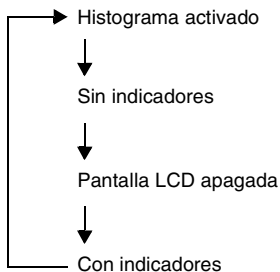 Histograma activado
Sin indicadores
Pantalla LCD apagada
Con indicadores